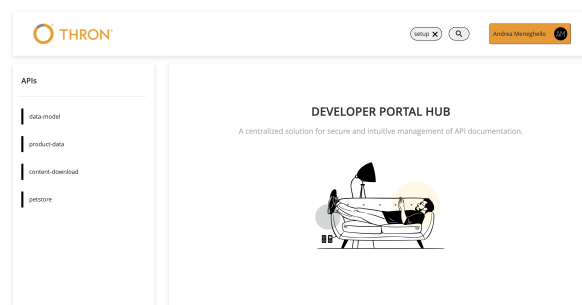 THRON
setup
Andrea Meneghello
AM
APIs
data-model
product-data
content-download
petstore
DEVELOPER PORTAL HUB
A centralized solution for secure and intuitive management of API documentation.